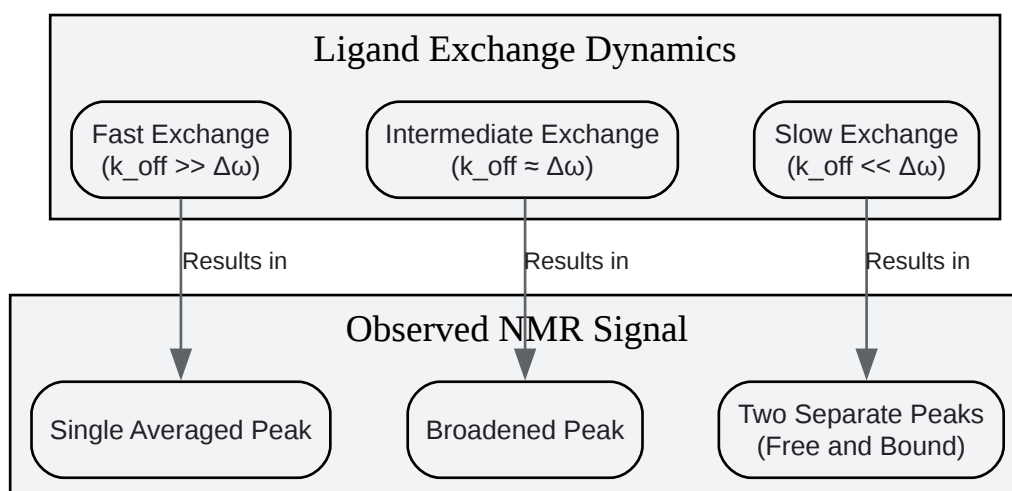 Ligand Exchange Dynamics
Fast Exchange
(k_off >> Δω)
Intermediate Exchange
(k_off ≈ Δω)
Slow Exchange
(k_off << Δω)
Results in
Results in
Results in
Observed NMR Signal
Single Averaged Peak
Broadened Peak
Two Separate Peaks
(Free and Bound)